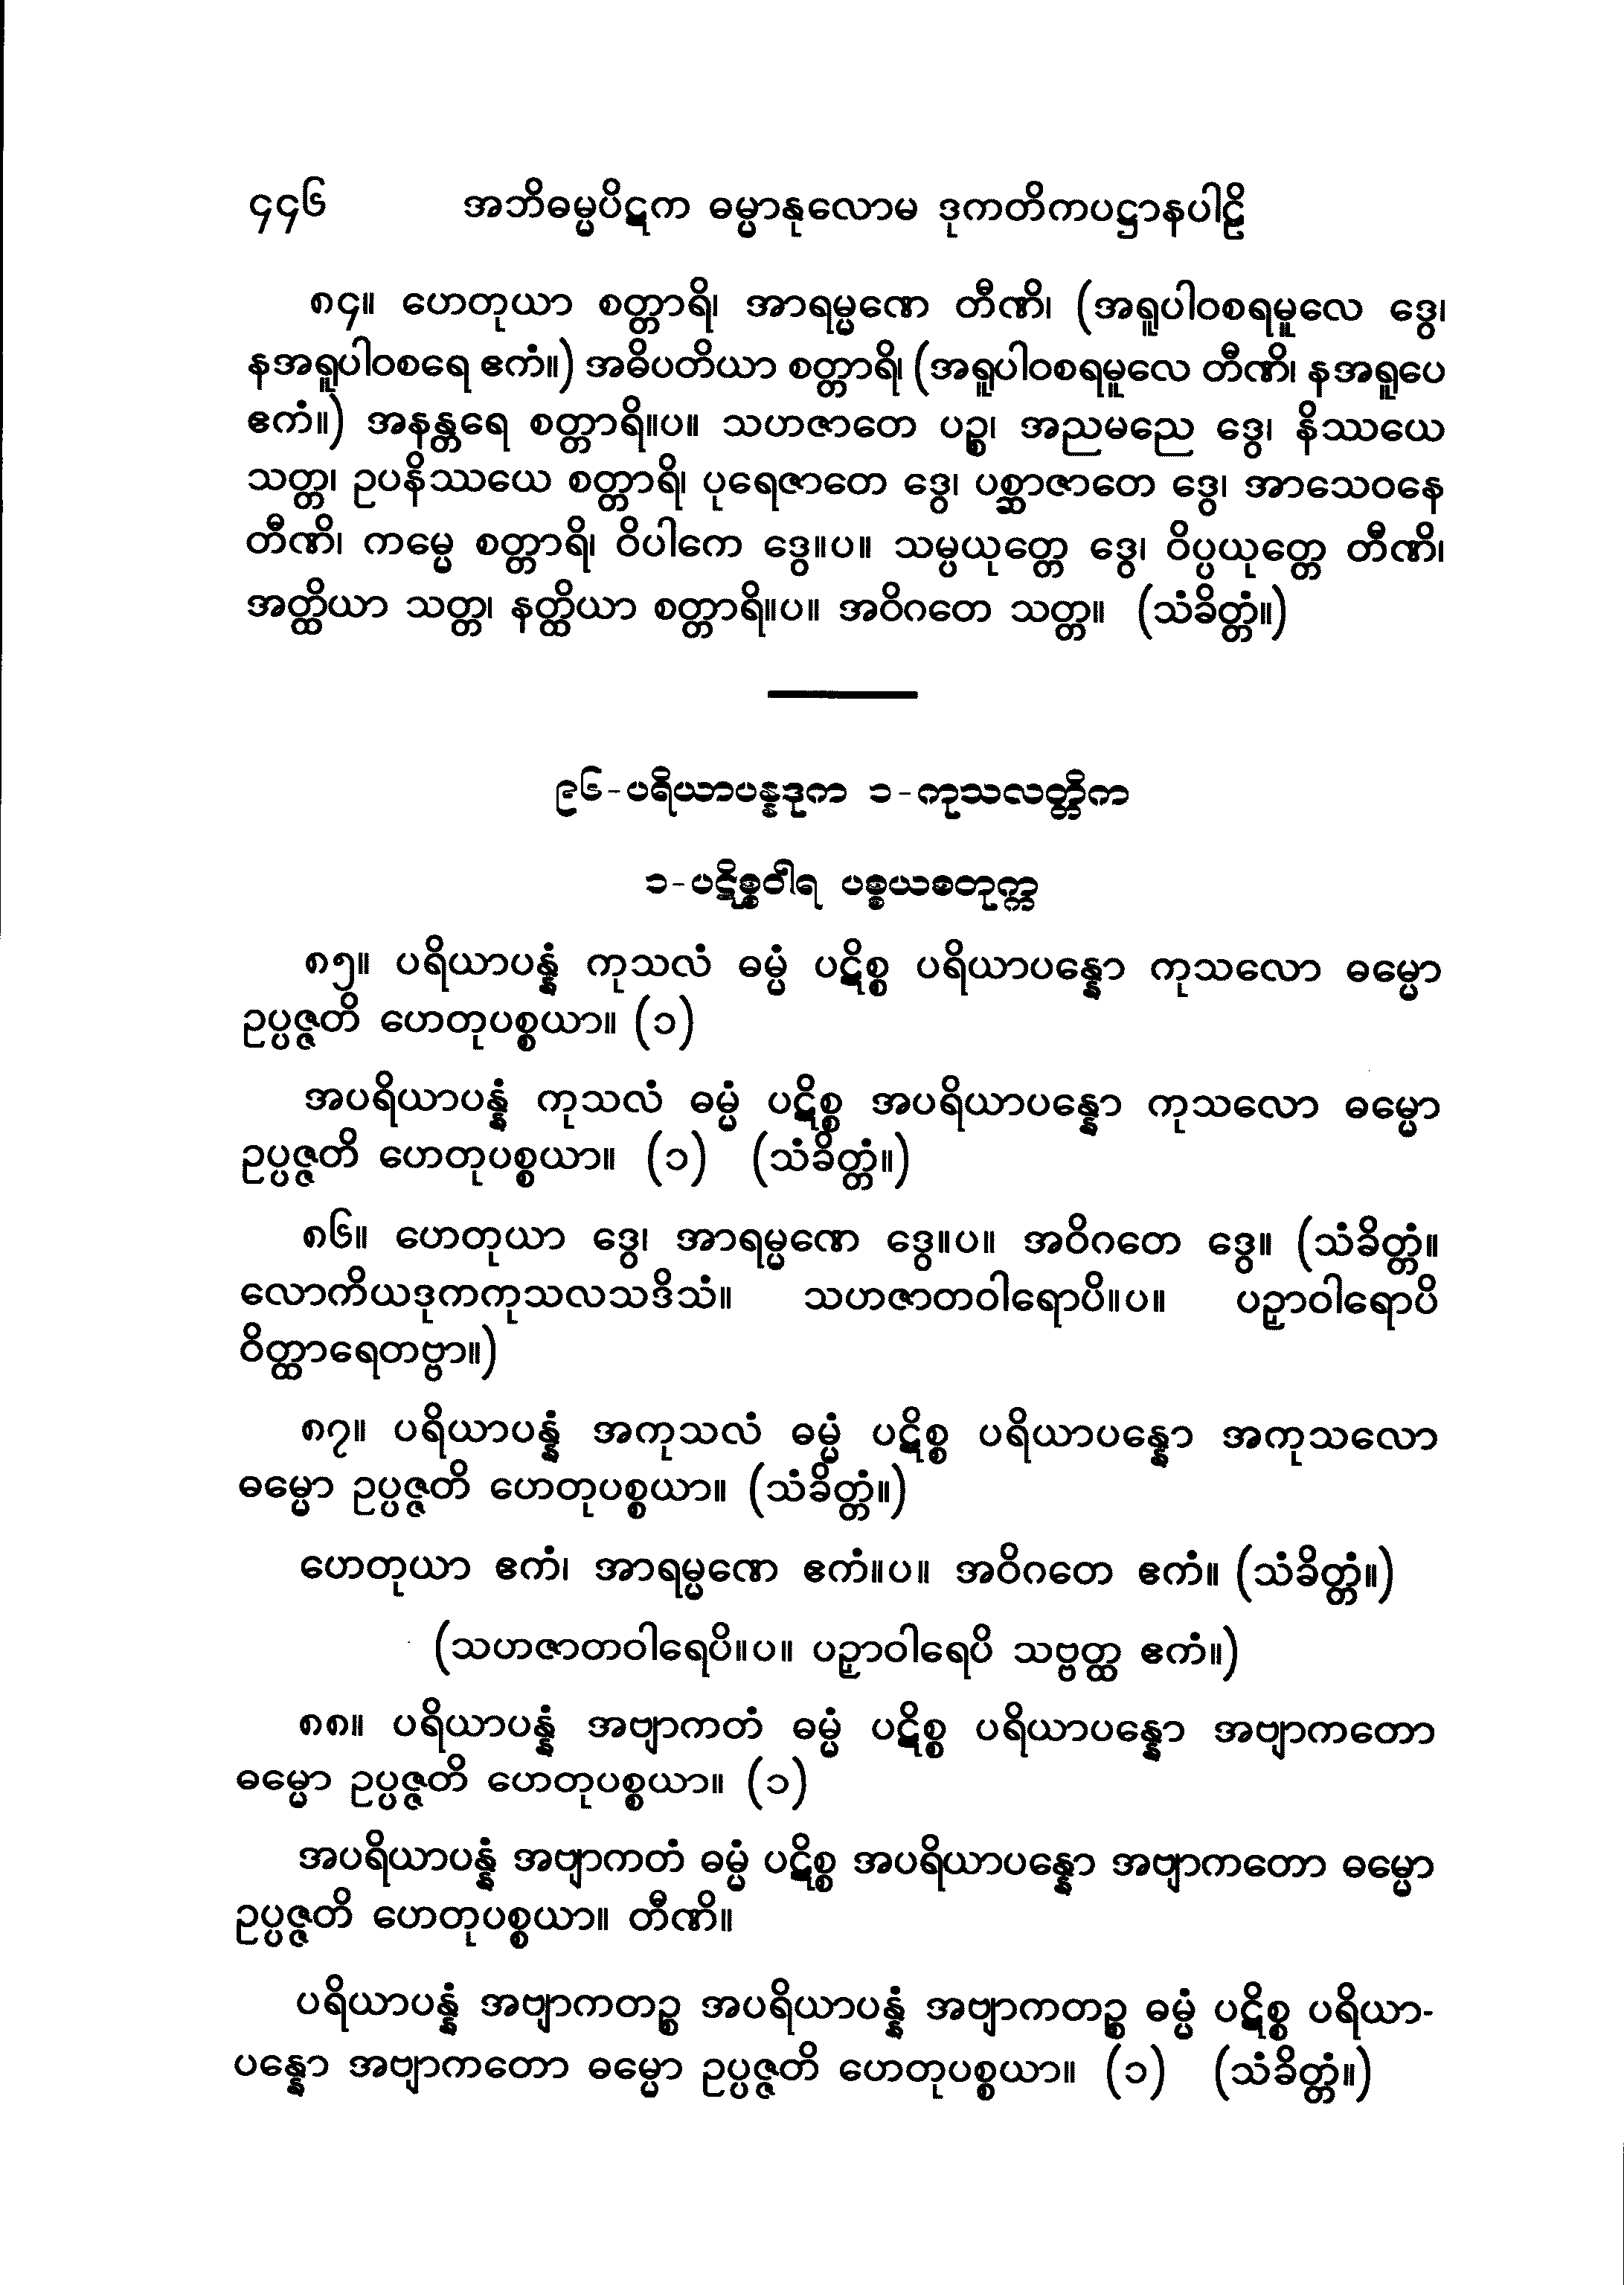 ၄၄၆ အဘိဓမ္မပိဋက ဓမ္မာနုလောမ ဒုကတိကပဋ္ဌာနပါဠိ
၈၄။ ဟေတုယာ စတ္တာရိ၊ အာရမ္မဏေ တီဏိ၊ (အရူပါဝစရမူလေ ဒွေ၊
နအရူပါဝစရေ ဧကံ။) အဓိပတိယာ စတ္တာရိ၊ (အရူပါဝစရမူလေ တီဏိ၊ နအရူပေ
ဧကံ။) အနန္တရေ စတ္တာရိ။ပ။ သဟဇာတေ ပဉ္စ၊ အညမညေ ဒွေ၊ နိဿယေ
သတ္တ၊ ဥပနိဿယေ စတ္တာရိ၊ ပုရေဇာတေ ဒွေ၊ ပစ္ဆာဇာတေ ဒွေ၊ အာသေဝနေ
တီဏိ၊ ကမ္မေ စတ္တာရိ၊ ဝိပါကေ ဒွေ။ပ။ သမ္ပယုတ္တေ ဒွေ၊ ဝိပ္ပယုတ္တေ တီဏိ၊
အတ္ထိယာ သတ္တ၊ နတ္ထိယာ စတ္တာရိ။ပ။ အဝိဂတေ သတ္တ။ (သံခိတ္တံ။)
၉၆-ပရိယာပန္နဒုက ၁-ကုသလတ္တိက
၁-ပဋိစ္စဝါရ ပစ္စယစတုက္က
၈၅။ ပရိယာပန္နံ ကုသလံ ဓမ္မံ ပဋိစ္စ ပရိယာပန္နော ကုသလော ဓမ္မော
ဥပ္ပဇ္ဇတိ ဟေတုပစ္စယာ။ (၁)
အပရိယာပန္နံ ကုသလံ ဓမ္မံ ပဋိစ္စ အပရိယာပန္နော ကုသလော ဓမ္မော
ဥပ္ပဇ္ဇတိ ဟေတုပစ္စယာ။ (၁) (သံခိတ္တံ။)
၈၆။ ဟေတုယာ ဒွေ၊ အာရမ္မဏေ ဒွေ။ပ။ အဝိဂတေ ဒွေ။ (သံခိတ္တံ။
လောကိယဒုကကုသလသဒိသံ။ သဟဇာတဝါရောပိ။ပ။ ပဉှာဝါရောပိ
ဝိတ္ထာရေတဗ္ဗာ။)
၈၇။ ပရိယာပန္နံ အကုသလံ ဓမ္မံ ပဋိစ္စ ပရိယာပန္နော အကုသလော
ဓမ္မော ဥပ္ပဇ္ဇတိ ဟေတုပစ္စယာ။ (သံခိတ္တံ။)
ဟေတုယာ ဧကံ၊ အာရမ္မဏေ ဧကံ။ပ။ အဝိဂတေ ဧကံ။ (သံခိတ္တံ။)
(သဟဇာတဝါရေပိ။ပ။ ပဉှာဝါရေပိ သဗ္ဗတ္ထ ဧကံ။)
၈၈။ ပရိယာပန္နံ အဗျာကတံ ဓမ္မံ ပဋိစ္စ ပရိယာပန္နော အဗျာကတော
ဓမ္မော ဥပ္ပဇ္ဇတိ ဟေတုပစ္စယာ။ (၁)
အပရိယာပန္နံ အဗျာကတံ ဓမ္မံ ပဋိစ္စ အပရိယာပန္နော အဗျာကတော ဓမ္မော
ဥပ္ပဇ္ဇတိ ဟေတုပစ္စယာ။ တီဏိ။
ပရိယာပန္နံ အဗျာကတဉ္စ အပရိယာပန္နံ အဗျာကတဉ္စ ဓမ္မံ ပဋိစ္စ ပရိယာ-
ပန္နော အဗျာကတော ဓမ္မော ဥပ္ပဇ္ဇတိ ဟေတုပစ္စယာ။ (၁) (သံခိတ္တံ။)